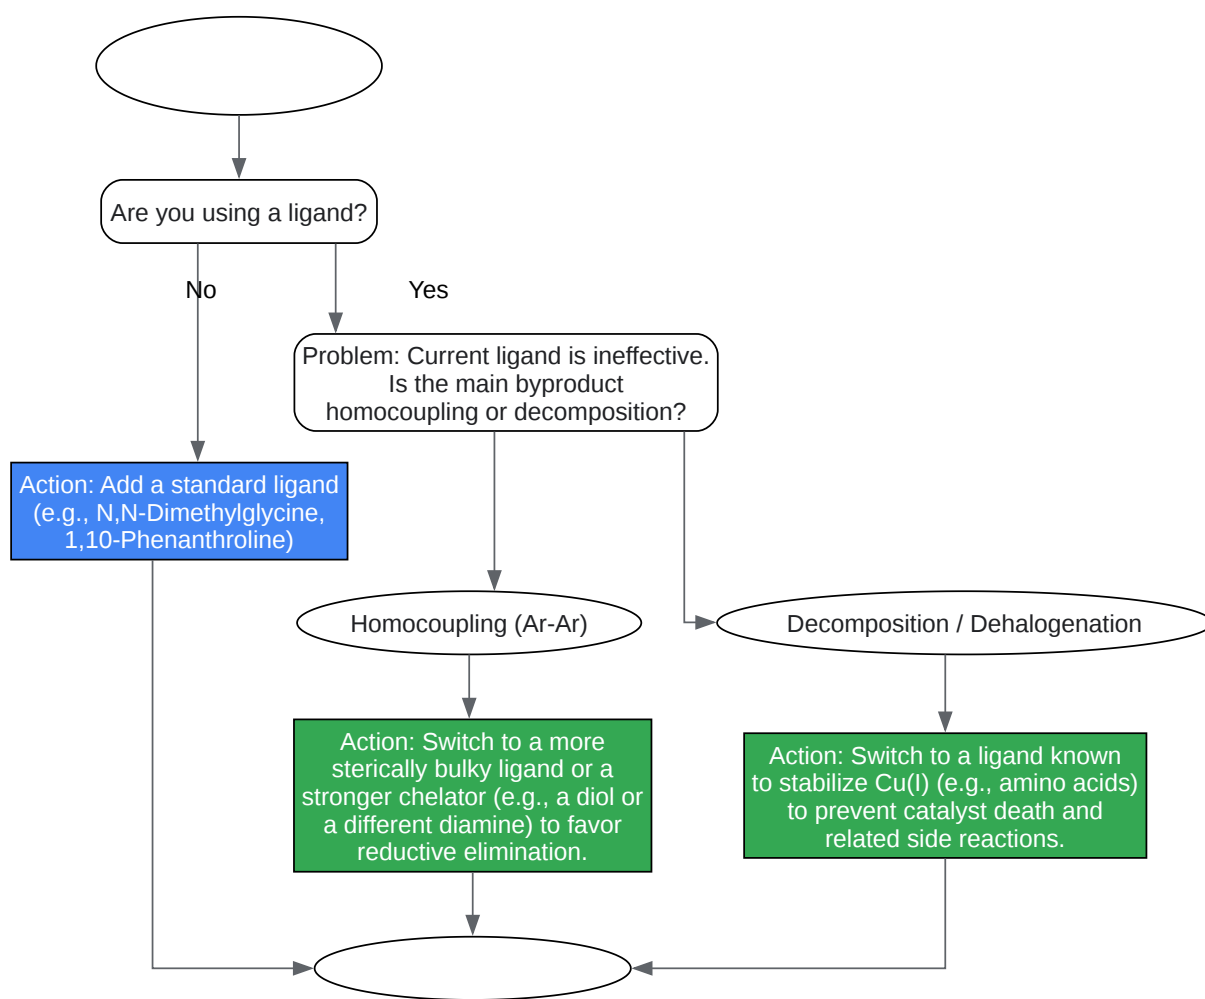 Are you using a ligand?
No
Yes
Problem: Current ligand is ineffective.
Is the main byproduct
homocoupling or decomposition?
Action: Add a standard ligand
(e.g., N,N-Dimethylglycine,
1,10-Phenanthroline)
Homocoupling (Ar-Ar)
Decomposition / Dehalogenation
Action: Switch to a more
sterically bulky ligand or a
stronger chelator (e.g., a diol or
a different diamine) to favor
reductive elimination.
Action: Switch to a ligand known
to stabilize Cu(I) (e.g., amino acids)
to prevent catalyst death and
related side reactions.